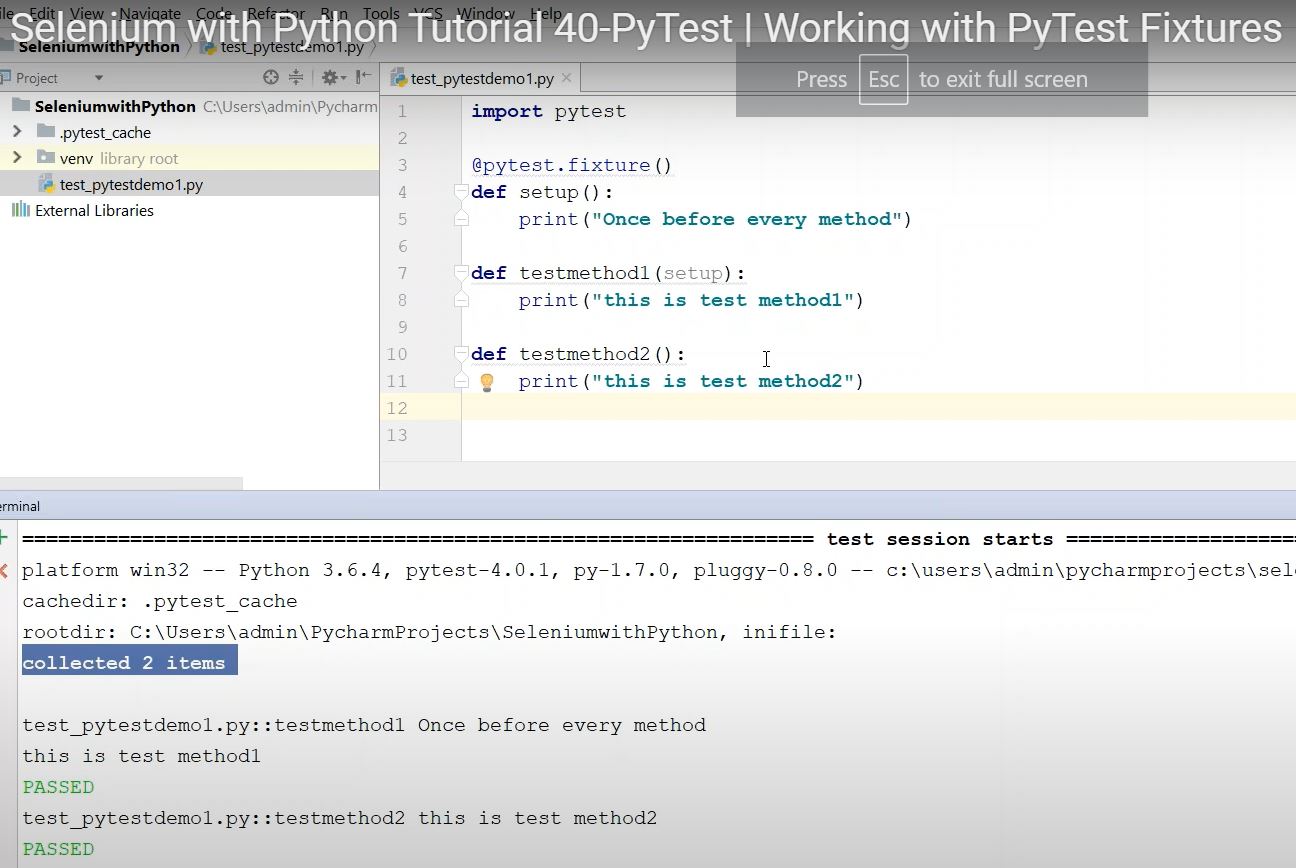 ile Edit View Navigate Code Refactor Run Tools VCS Window Help
Selenium with Python Tutorial 40-PyTest | Working with PyTest Fixtures
SeleniumwithPython test_pytestdemo1.py
Press Esc to exit full screen
Project
test_pytestdemo1.py
SeleniumwithPython C:\Users\admin\Pycharm
.pytest_cache
venv library root
test_pytestdemo1.py
External Libraries
1 import pytest
2
3 @pytest.fixture()
4 def setup():
5 print("Once before every method")
6
7 def testmethod1(setup):
8 print("this is test method1")
9
10 def testmethod2():
11 print("this is test method2")
12
13
erminal
================================================================== test session starts ===================
platform win32 -- Python 3.6.4, pytest-4.0.1, py-1.7.0, pluggy-0.8.0 -- c:\users\admin\pycharmprojects\sel
cachedir: .pytest_cache
rootdir: C:\Users\admin\PycharmProjects\SeleniumwithPython, inifile:
collected 2 items
test_pytestdemo1.py::testmethod1 Once before every method
this is test method1
PASSED
test_pytestdemo1.py::testmethod2 this is test method2
PASSED